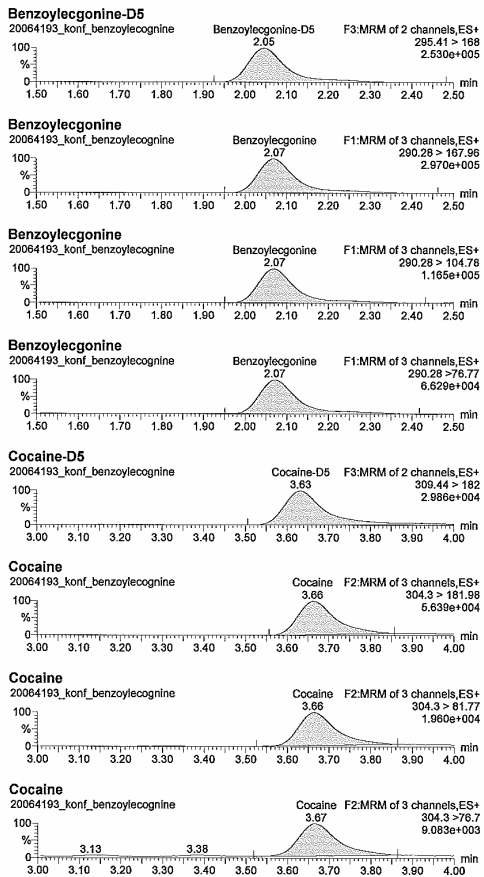 Benzoylecgonine-D5
20064193_konf_benzoylecognine
Benzoylecgonine-D5
2.05
F3:MRM of 2 channels,ES+
295.41 > 168
2.530e+005
100
%
0
min
1.50 1.60 1.70 1.80 1.90 2.00 2.10 2.20 2.30 2.40 2.50
Benzoylecgonine
20064193_konf_benzoylecognine
Benzoylecgonine
2.07
F1:MRM of 3 channels,ES+
290.28 > 167.96
2.970e+005
100
%
0
min
1.50 1.60 1.70 1.80 1.90 2.00 2.10 2.20 2.30 2.40 2.50
Benzoylecgonine
20064193_konf_benzoylecognine
Benzoylecgonine
2.07
F1:MRM of 3 channels,ES+
290.28 > 104.78
1.165e+005
100
%
0
min
1.50 1.60 1.70 1.80 1.90 2.00 2.10 2.20 2.30 2.40 2.50
Benzoylecgonine
20064193_konf_benzoylecognine
Benzoylecgonine
2.07
F1:MRM of 3 channels,ES+
290.28 >76.77
6.629e+004
100
%
0
min
1.50 1.60 1.70 1.80 1.90 2.00 2.10 2.20 2.30 2.40 2.50
Cocaine-D5
20064193_konf_benzoylecognine
Cocaine-D5
3.63
F3:MRM of 2 channels,ES+
309.44 > 182
2.986e+004
100
%
0
min
3.00 3.10 3.20 3.30 3.40 3.50 3.60 3.70 3.80 3.90 4.00
Cocaine
20064193_konf_benzoylecognine
Cocaine
3.66
F2:MRM of 3 channels,ES+
304.3 > 181.98
5.639e+004
100
%
0
min
3.00 3.10 3.20 3.30 3.40 3.50 3.60 3.70 3.80 3.90 4.00
Cocaine
20064193_konf_benzoylecognine
Cocaine
3.66
F2:MRM of 3 channels,ES+
304.3 > 81.77
1.960e+004
100
%
0
min
3.00 3.10 3.20 3.30 3.40 3.50 3.60 3.70 3.80 3.90 4.00
Cocaine
20064193_konf_benzoylecognine
Cocaine
3.67
F2:MRM of 3 channels,ES+
304.3 >76.7
9.083e+003
100
%
0
3.13 3.38
min
3.00 3.10 3.20 3.30 3.40 3.50 3.60 3.70 3.80 3.90 4.00